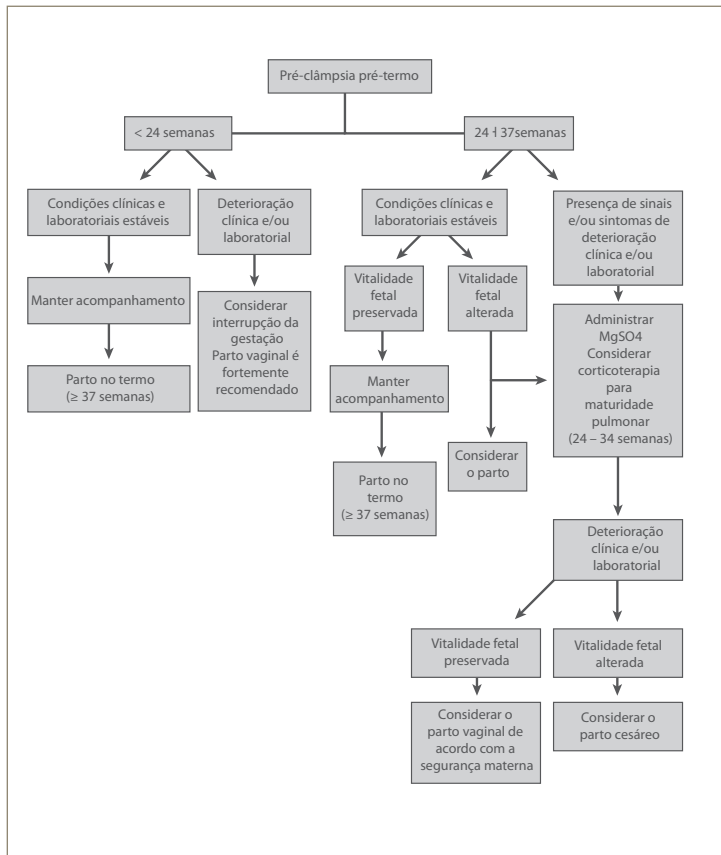 Pré-clâmpsia pré-termo
< 24 semanas
24 ┤ 37semanas
Condições clínicas e
laboratoriais estáveis
Deterioração
clínica e/ou
laboratorial
Condições clínicas e
laboratoriais estáveis
Presença de sinais
e/ou sintomas de
deterioração
clínica e/ou
laboratorial
Manter acompanhamento
Considerar
interrupção da
gestação
Parto vaginal é
fortemente
recomendado
Vitalidade
fetal
preservada
Vitalidade
fetal
alterada
Administrar
MgSO4
Considerar
corticoterapia
para
maturidade
pulmonar
(24 – 34 semanas)
Parto no termo
(≥ 37 semanas)
Manter
acompanhamento
Considerar
o parto
Parto no
termo
(≥ 37 semanas)
Deterioração
clínica e/ou
laboratorial
Vitalidade fetal
preservada
Vitalidade fetal
alterada
Considerar o
parto vaginal de
acordo com a
segurança materna
Considerar o
parto cesáreo